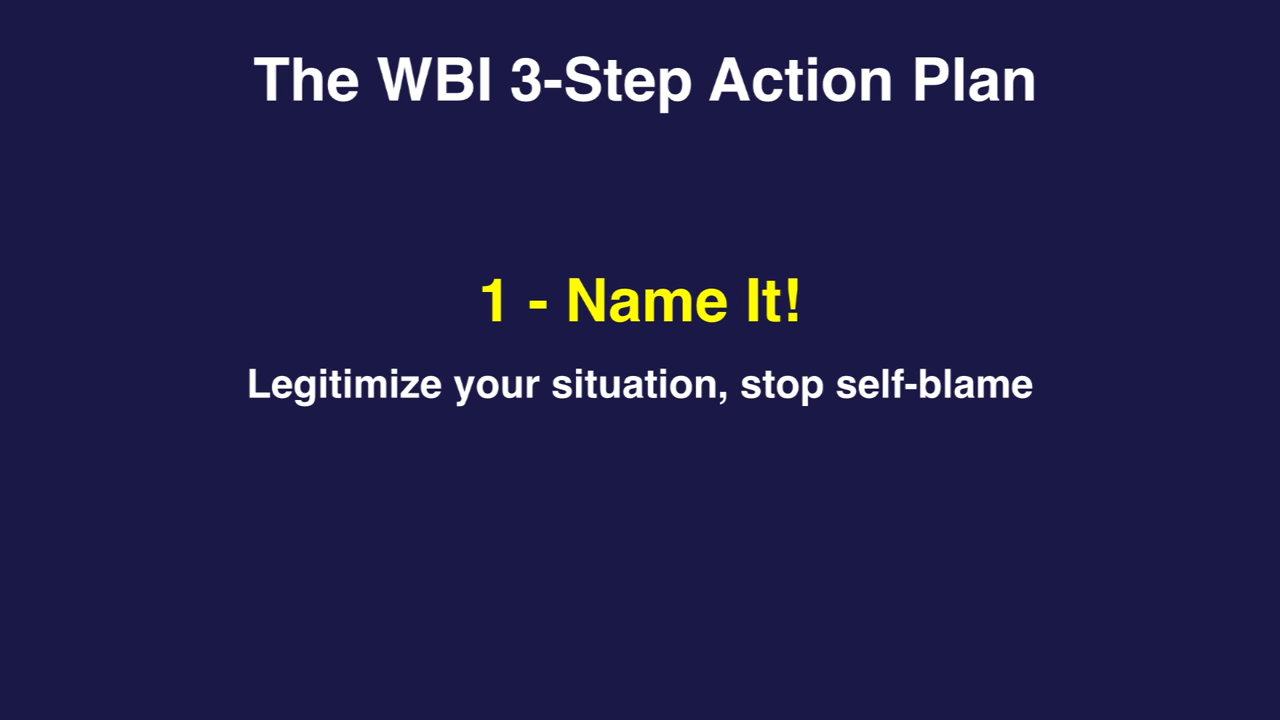 The WBI 3-Step Action Plan
1 - Name It!
Legitimize your situation, stop self-blame